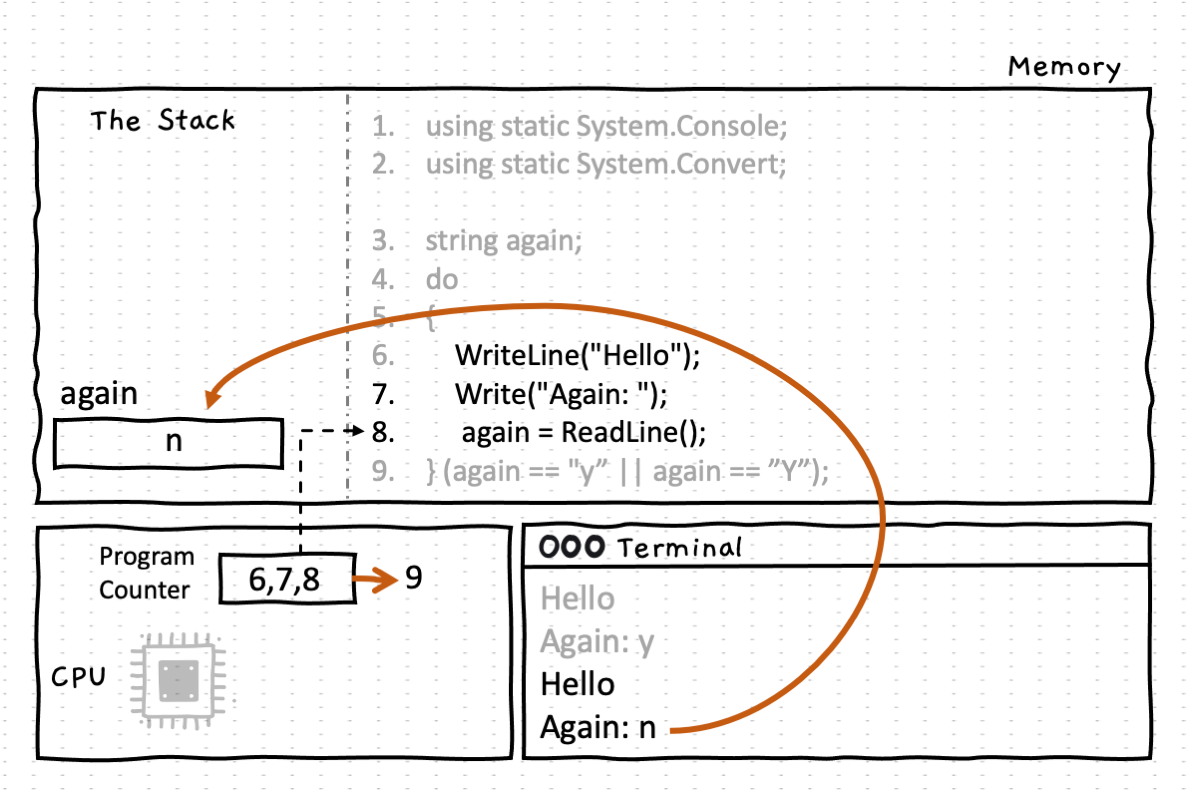 Memory
The Stack
1. using static System.Console;
2. using static System.Convert;
3. string again;
4. do
5. {
6. WriteLine("Hello");
7. Write("Again: ");
8. again = ReadLine();
9. } (again == "y” || again == ”Y”);
again
n
Program
Counter
6,7,8
9
CPU
OOO Terminal
Hello
Again: y
Hello
Again: n